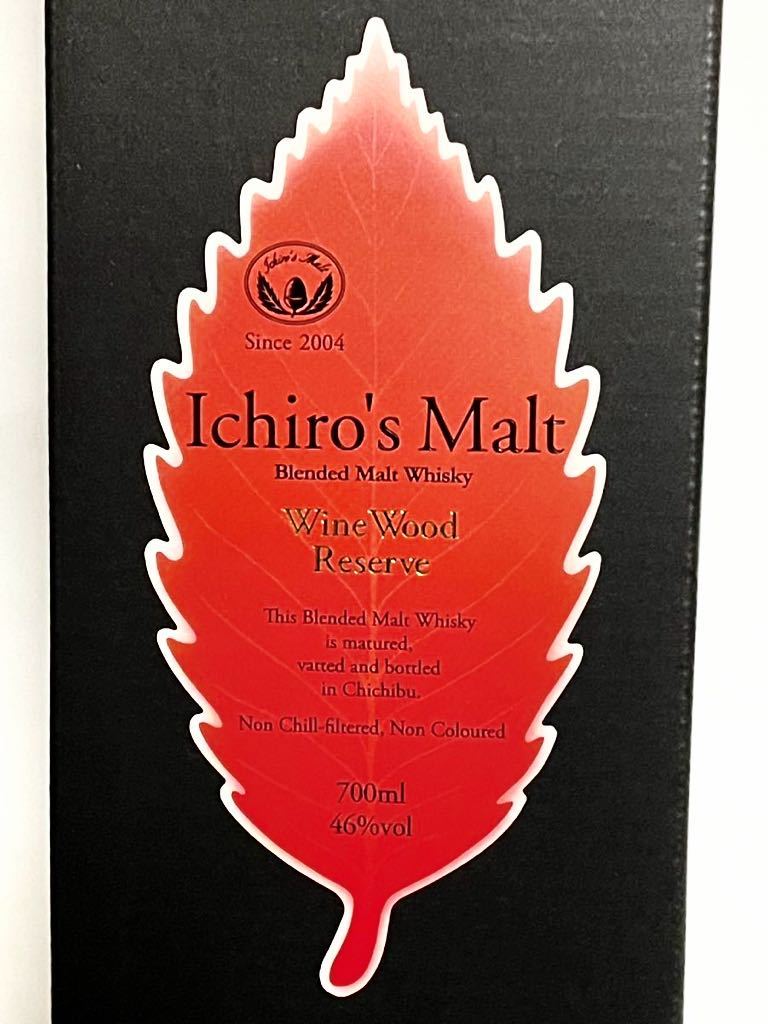 Ichiro's Malt
Since 2004
Ichiro's Malt
Blended Malt Whisky
Wine Wood
Reserve
This Blended Malt Whisky
is matured,
vatted and bottled
in Chichibu.
Non Chill-filtered, Non Coloured
700ml
46%vol